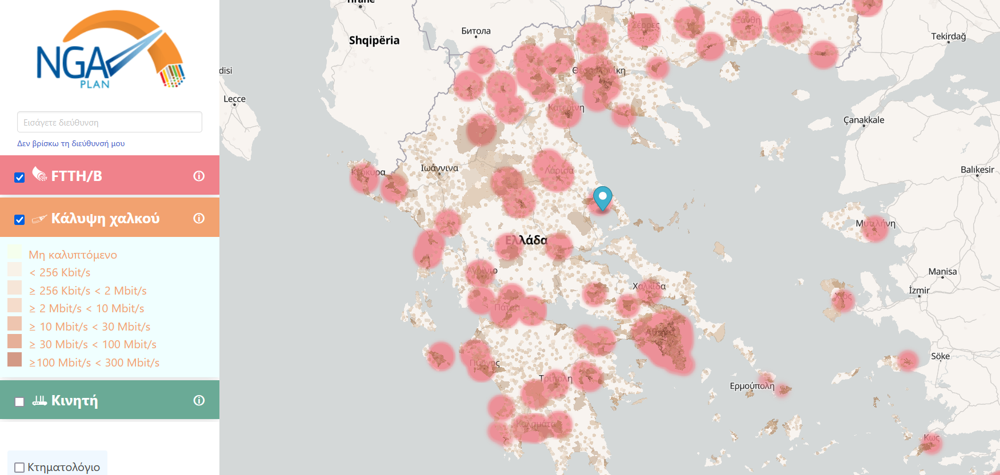 NGA
PLAN
Εισάγετε διεύθυνση
Δεν βρίσκω τη διεύθυνσή μου
FTTH/B
Κάλυψη χαλκού
Μη καλυπτόμενο
< 256 Kbit/s
≥ 256 Kbit/s < 2 Mbit/s
≥ 2 Mbit/s < 10 Mbit/s
≥ 10 Mbit/s < 30 Mbit/s
≥ 30 Mbit/s < 100 Mbit/s
≥100 Mbit/s < 300 Mbit/s
Κινητή
Κτηματολόγιο
Tiranë
Битола
Shqipëria
disi
Lecce
Σέρρες
Ξάνθη
Tekirdağ
Θεσσαλονίκη
Κατερίνη
Çanakkale
Ιωάννινα
Κέρκυρα
Λάρισα
Balıkesir
Μυτιλήνη
Ελλάδα
Αγρίνιο
Χαλκίδα
Manisa
İzmir
Χίος
Πάτρα
Πύργος
Söke
Τρίπολη
Ερμούπολη
Καλαμάτα
Κως